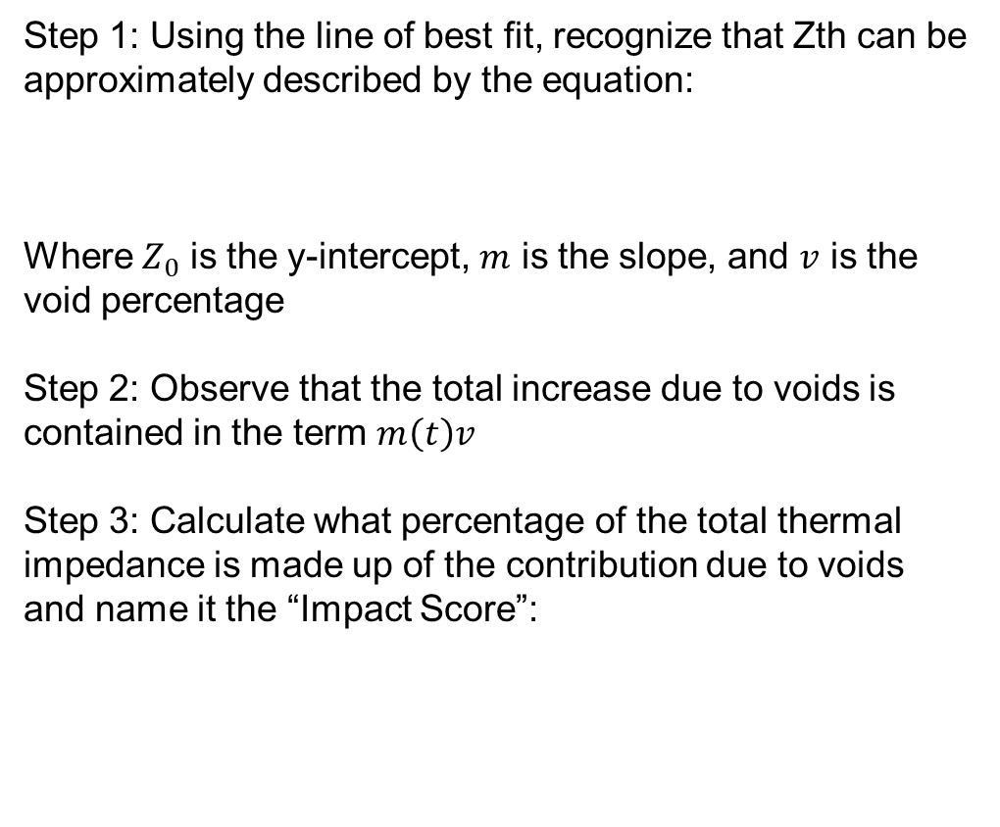 Step 1: Using the line of best fit, recognize that Zth can be
approximately described by the equation:
Where Z₀ is the y-intercept, m is the slope, and v is the
void percentage
Step 2: Observe that the total increase due to voids is
contained in the term m(t)v
Step 3: Calculate what percentage of the total thermal
impedance is made up of the contribution due to voids
and name it the “Impact Score”: